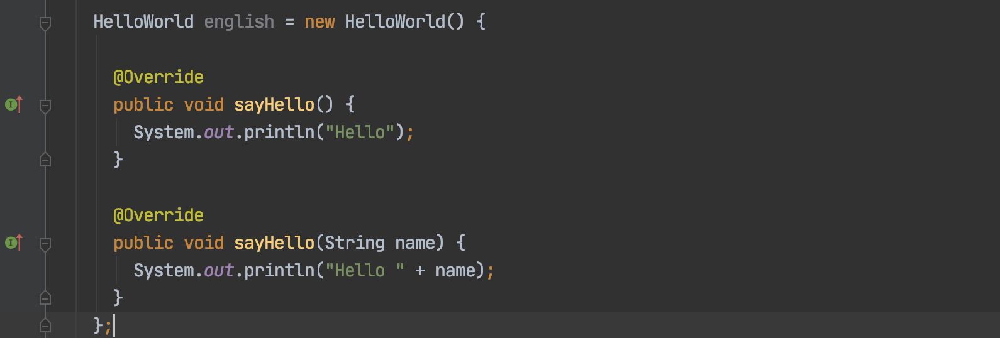 HelloWorld english = new HelloWorld() {
@Override
public void sayHello() {
System.out.println("Hello");
}
@Override
public void sayHello(String name) {
System.out.println("Hello " + name);
}
};